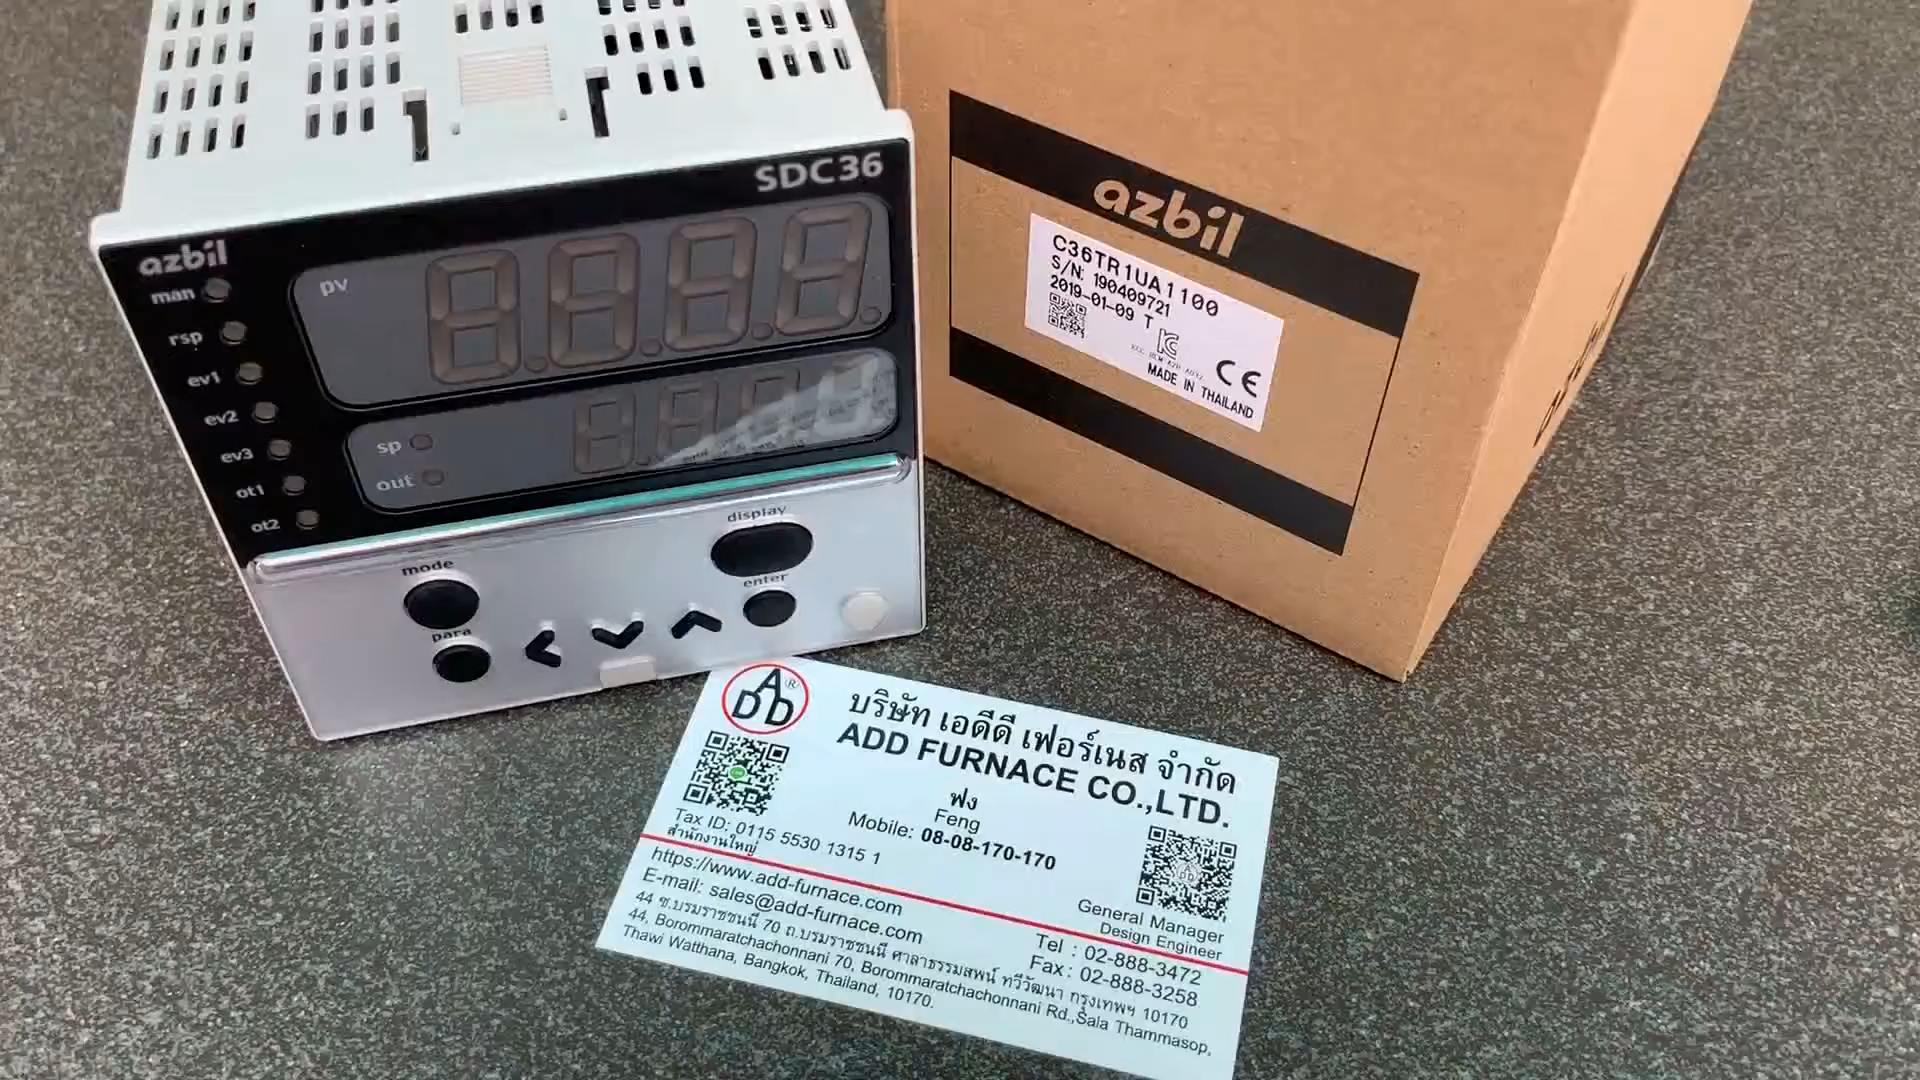 SDC36
azbil
man
rsp
ev1
ev2
ev3
ot1
ot2
pv
sp
out
display
mode
enter
para
azbil
C36TR1UA1100
S/N: 190409721
2019-01-09 T
CE
MADE IN THAILAND
ADD®
บริษัท เอดีดี เฟอร์เนส จำกัด
ADD FURNACE CO.,LTD.
ฟง
Feng
Mobile: 08-08-170-170
Tax ID: 0115 5530 1315 1
สำนักงานใหญ่
General Manager
Design Engineer
https://www.add-furnace.com
E-mail: sales@add-furnace.com
Tel : 02-888-3472
Fax : 02-888-3258
44 ซ.บรมราชชนนี 70 ถ.บรมราชชนนี ศาลาธรรมสพน์ ทวีวัฒนา กรุงเทพฯ 10170
44, Borommaratchachonnani 70, Borommaratchachonnani Rd.,Sala Thammasop,
Thawi Watthana, Bangkok, Thailand, 10170.